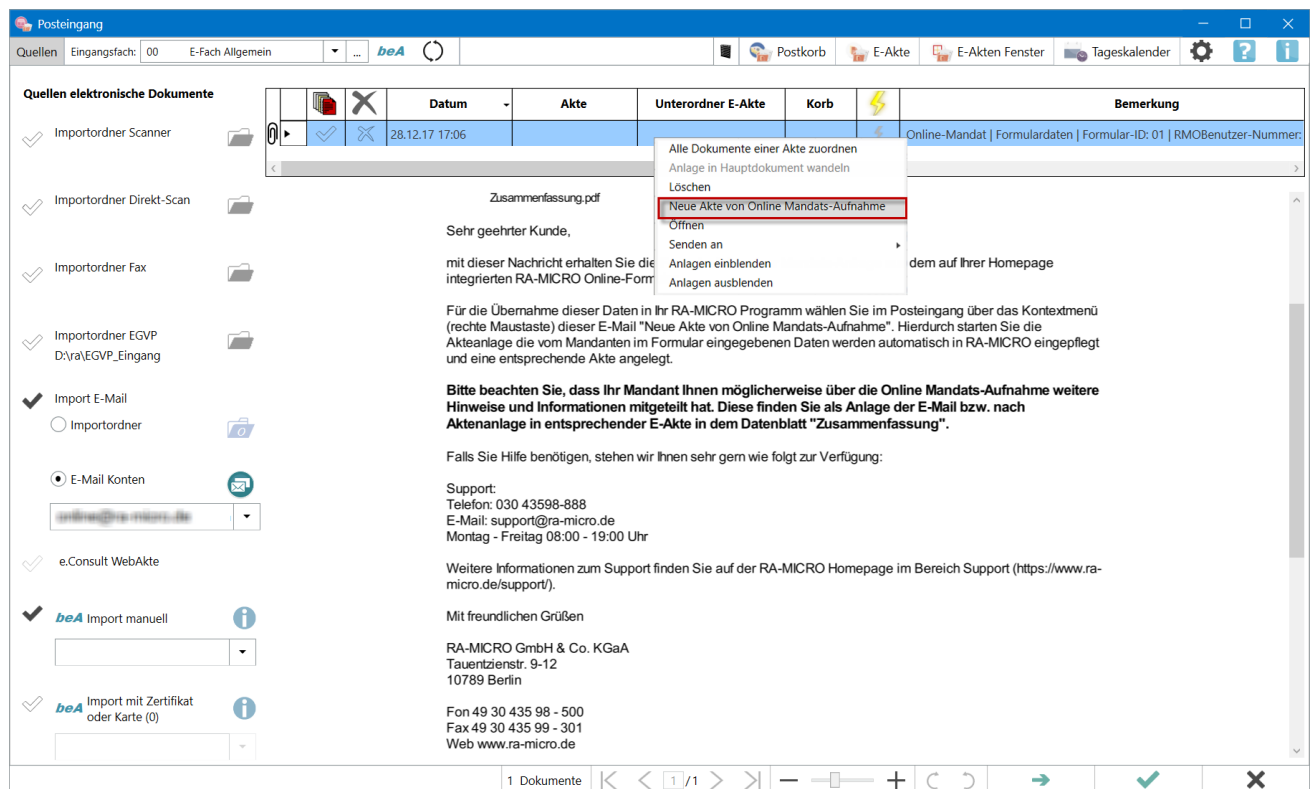 Posteingang
Quellen Eingangsfach: 00 E-Fach Allgemein ... beA Postkorb E-Akte E-Akten Fenster Tageskalender ? i
Quellen elektronische Dokumente
Importordner Scanner
Importordner Direkt-Scan
Importordner Fax
Importordner EGVP
D:\ra\EGVP_Eingang
Import E-Mail
Importordner
E-Mail Konten
e.Consult WebAkte
beA Import manuell
beA Import mit Zertifikat
oder Karte (0)
Datum Akte Unterordner E-Akte Korb Bemerkung
28.12.17 17:06 Online-Mandat | Formulardaten | Formular-ID: 01 | RMOBenutzer-Nummer:
Alle Dokumente einer Akte zuordnen
Anlage in Hauptdokument wandeln
Löschen
Neue Akte von Online Mandats-Aufnahme
Öffnen
Senden an
Anlagen einblenden
Anlagen ausblenden
Zusammenfassung.pdf
Sehr geehrter Kunde,
mit dieser Nachricht erhalten Sie die dem auf Ihrer Homepage
integrierten RA-MICRO Online-Form
Für die Übernahme dieser Daten in Ihr RA-MICRO Programm wählen Sie im Posteingang über das Kontextmenü
(rechte Maustaste) dieser E-Mail "Neue Akte von Online Mandats-Aufnahme". Hierdurch starten Sie die
Akteanlage die vom Mandanten im Formular eingegebenen Daten werden automatisch in RA-MICRO eingepflegt
und eine entsprechende Akte angelegt.
Bitte beachten Sie, dass Ihr Mandant Ihnen möglicherweise über die Online Mandats-Aufnahme weitere
Hinweise und Informationen mitgeteilt hat. Diese finden Sie als Anlage der E-Mail bzw. nach
Aktenanlage in entsprechender E-Akte in dem Datenblatt "Zusammenfassung".
Falls Sie Hilfe benötigen, stehen wir Ihnen sehr gern wie folgt zur Verfügung:
Support:
Telefon: 030 43598-888
E-Mail: support@ra-micro.de
Montag - Freitag 08:00 - 19:00 Uhr
Weitere Informationen zum Support finden Sie auf der RA-MICRO Homepage im Bereich Support (https://www.ra-
micro.de/support/).
Mit freundlichen Grüßen
RA-MICRO GmbH & Co. KGaA
Tauentzienstr. 9-12
10789 Berlin
Fon 49 30 435 98 - 500
Fax 49 30 435 99 - 301
Web www.ra-micro.de
1 Dokumente 1 /1